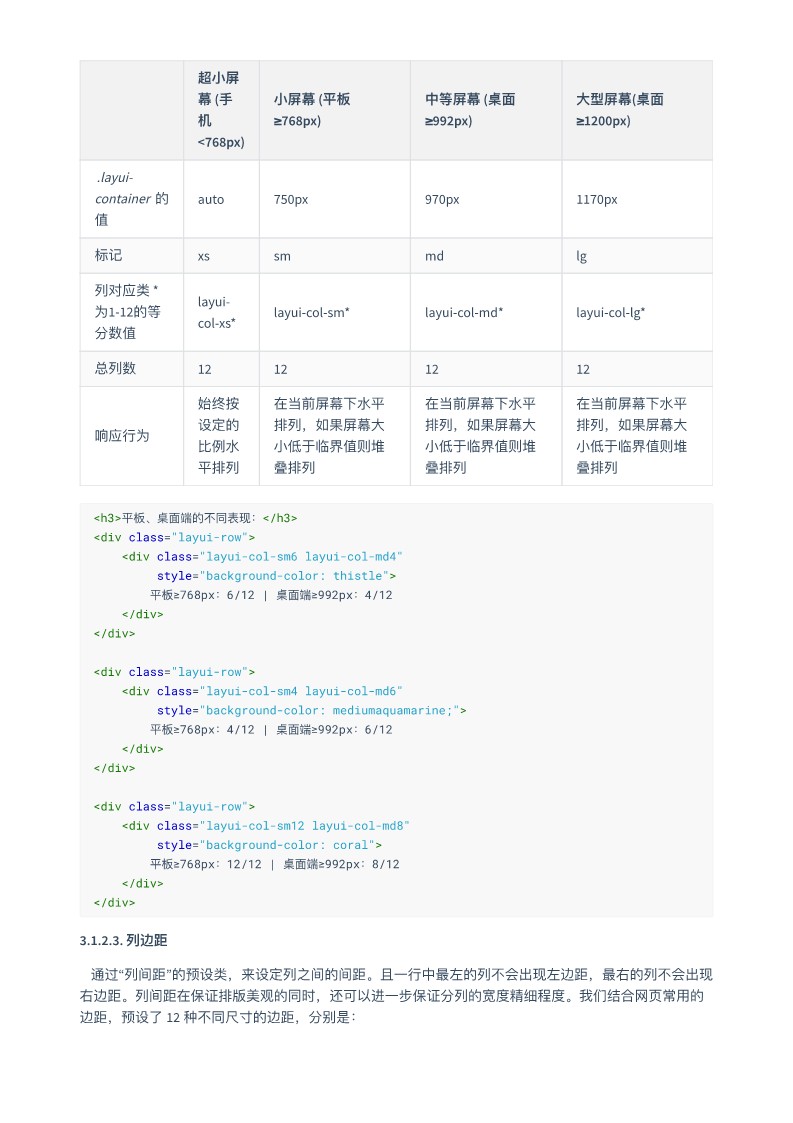 超小屏
幕 (手
机
<768px)
小屏幕 (平板
≥768px)
中等屏幕 (桌面
≥992px)
大型屏幕(桌面
≥1200px)
.layui-
container 的
值
auto
750px
970px
1170px
标记
xs
sm
md
lg
列对应类 *
为1-12的等
分数值
layui-
col-xs*
layui-col-sm*
layui-col-md*
layui-col-lg*
总列数
12
12
12
12
响应行为
始终按
设定的
比例水
平排列
在当前屏幕下水平
排列，如果屏幕大
小低于临界值则堆
叠排列
在当前屏幕下水平
排列，如果屏幕大
小低于临界值则堆
叠排列
在当前屏幕下水平
排列，如果屏幕大
小低于临界值则堆
叠排列
<h3>平板、桌面端的不同表现：</h3>
<div class="layui-row">
    <div class="layui-col-sm6 layui-col-md4"
         style="background-color: thistle">
        平板≥768px：6/12 | 桌面端≥992px：4/12
    </div>
</div>

<div class="layui-row">
    <div class="layui-col-sm4 layui-col-md6"
         style="background-color: mediumaquamarine;">
        平板≥768px：4/12 | 桌面端≥992px：6/12
    </div>
</div>

<div class="layui-row">
    <div class="layui-col-sm12 layui-col-md8"
         style="background-color: coral">
        平板≥768px：12/12 | 桌面端≥992px：8/12
    </div>
</div>
3.1.2.3. 列边距
通过“列间距”的预设类，来设定列之间的间距。且一行中最左的列不会出现左边距，最右的列不会出现
右边距。列间距在保证排版美观的同时，还可以进一步保证分列的宽度精细程度。我们结合网页常用的
边距，预设了 12 种不同尺寸的边距，分别是：